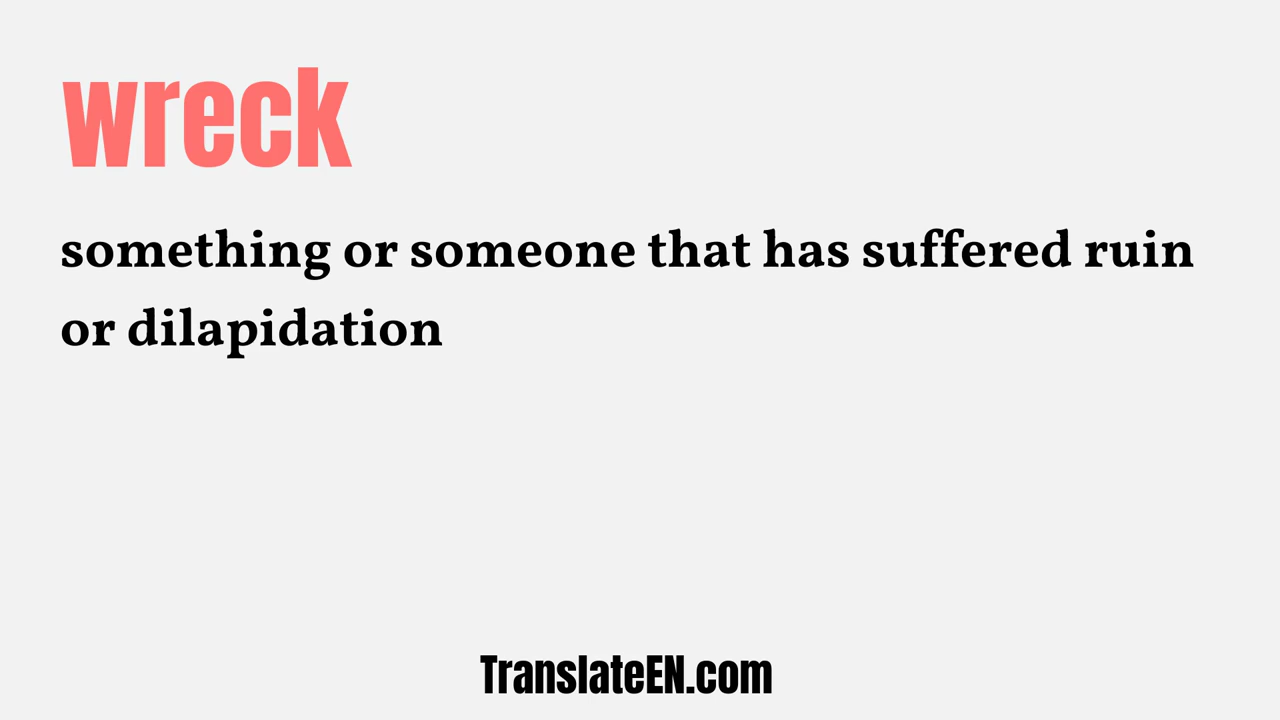 wreck
something or someone that has suffered ruin
or dilapidation
TranslateEN.com